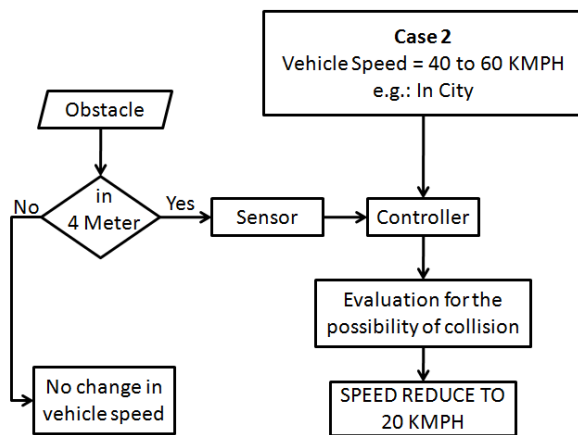 Case 2
Vehicle Speed = 40 to 60 KMPH
e.g.: In City
Obstacle
No
in
4 Meter
Yes
Sensor
Controller
Evaluation for the
possibility of collision
No change in
vehicle speed
SPEED REDUCE TO
20 KMPH